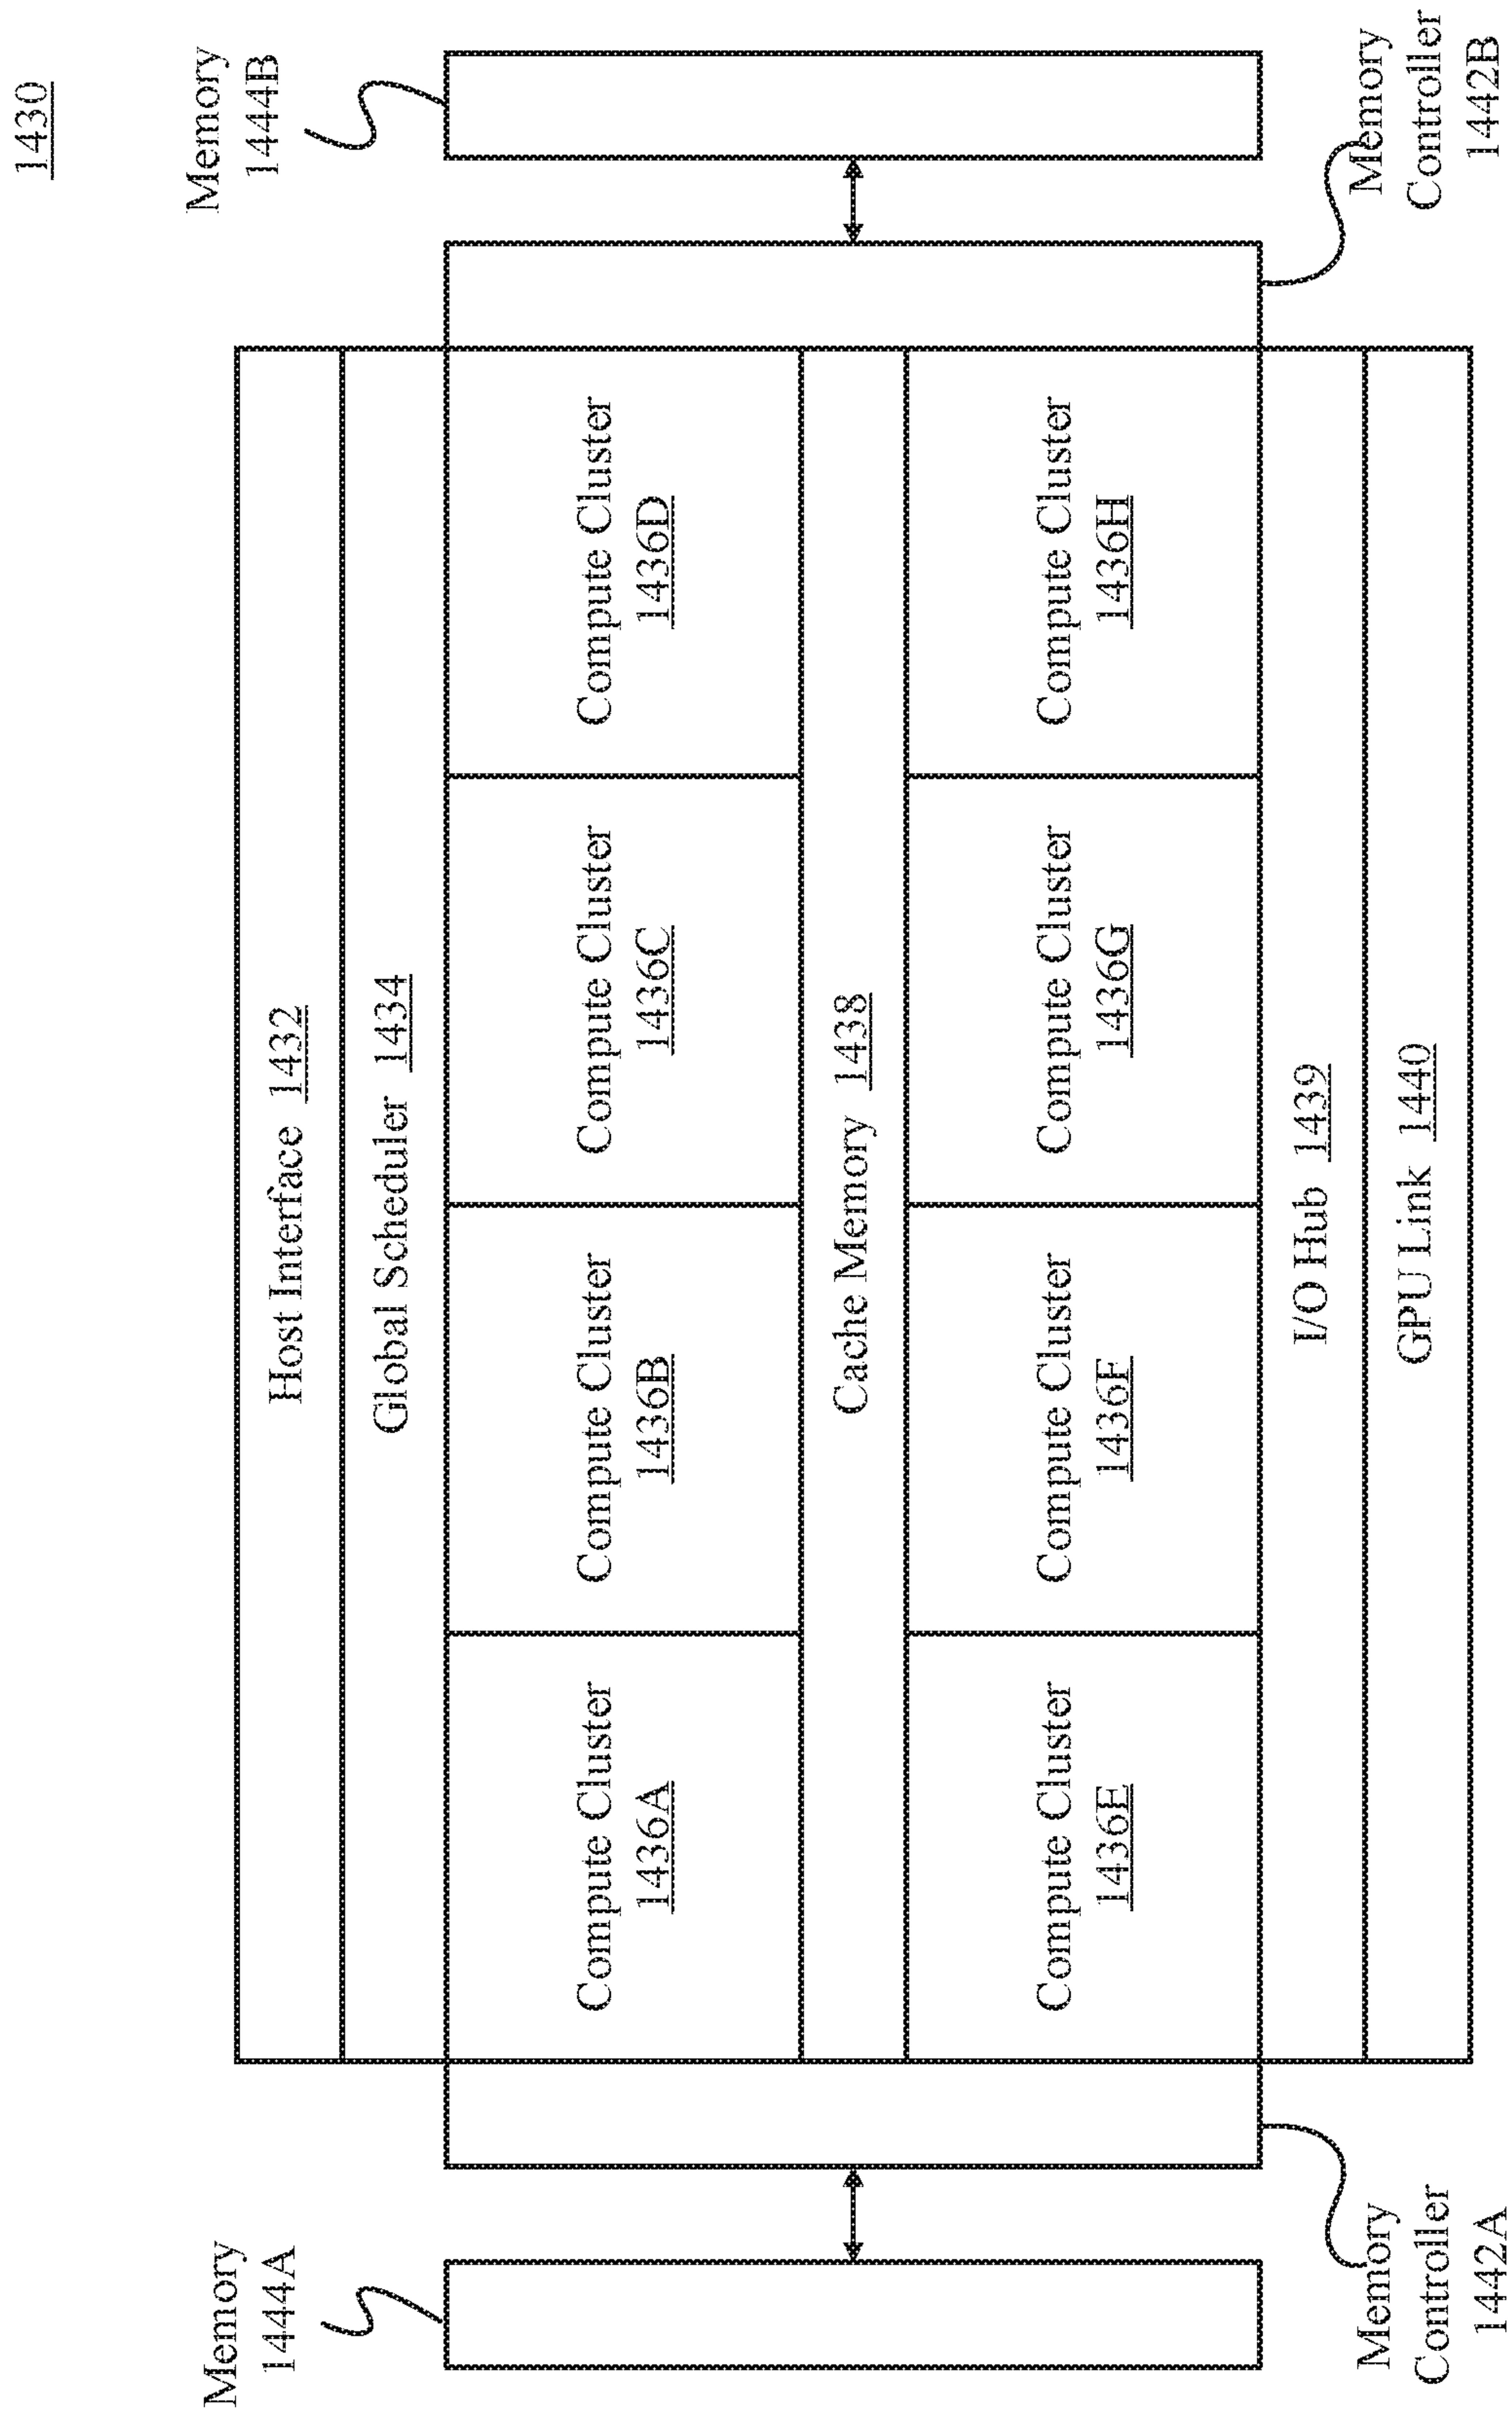 1430
Host Interface 1432
Global Scheduler 1434
Memory
1444A
Memory
1444B
Compute Cluster
1436A
Compute Cluster
1436B
Compute Cluster
1436C
Compute Cluster
1436D
Cache Memory 1438
Compute Cluster
1436E
Compute Cluster
1436F
Compute Cluster
1436G
Compute Cluster
1436H
I/O Hub 1439
GPU Link 1440
Memory
Controller
1442A
Memory
Controller
1442B